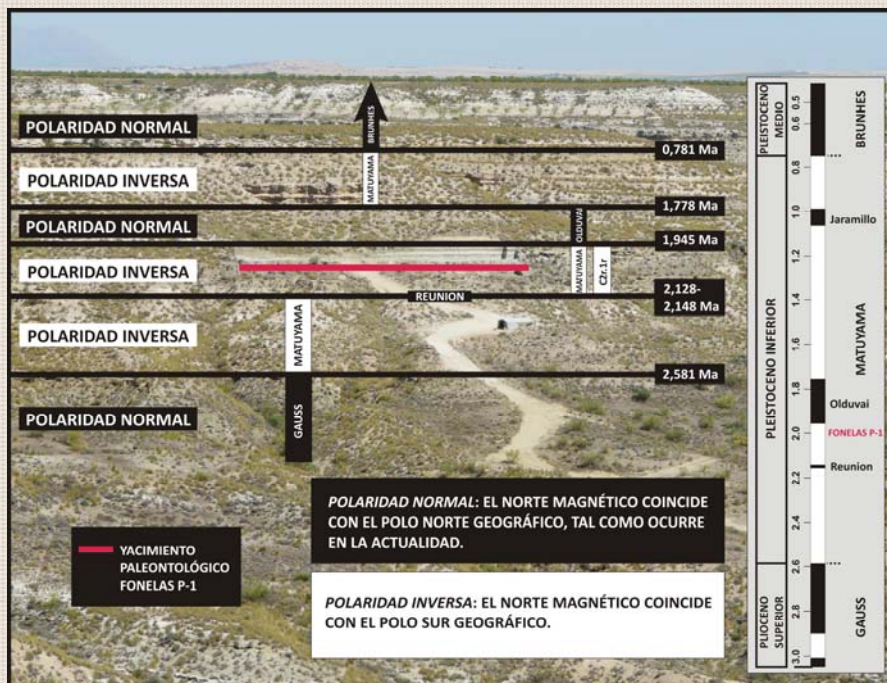 POLARIDAD NORMAL
BRUNHES
0,781 Ma
POLARIDAD INVERSA
MATUYAMA
1,778 Ma
POLARIDAD NORMAL
OLDUVAI
1,945 Ma
POLARIDAD INVERSA
MATUYAMA
C2r.1r
REUNION
2,128-
2,148 Ma
POLARIDAD INVERSA
MATUYAMA
2,581 Ma
POLARIDAD NORMAL
GAUSS
POLARIDAD NORMAL: EL NORTE MAGNÉTICO COINCIDE
CON EL POLO NORTE GEOGRÁFICO, TAL COMO OCURRE
EN LA ACTUALIDAD.
YACIMIENTO
PALEONTOLÓGICO
FONELAS P-1
POLARIDAD INVERSA: EL NORTE MAGNÉTICO COINCIDE
CON EL POLO SUR GEOGRÁFICO.
PLEISTOCENO
MEDIO
PLEISTOCENO INFERIOR
PLIOCENO
SUPERIOR
0.5
0.6
0.8
1.0
1.2
1.4
1.6
1.8
2.0
2.2
2.4
2.6
2.8
3.0
BRUNHES
Jaramillo
MATUYAMA
Olduvai
FONELAS P-1
Reunion
GAUSS